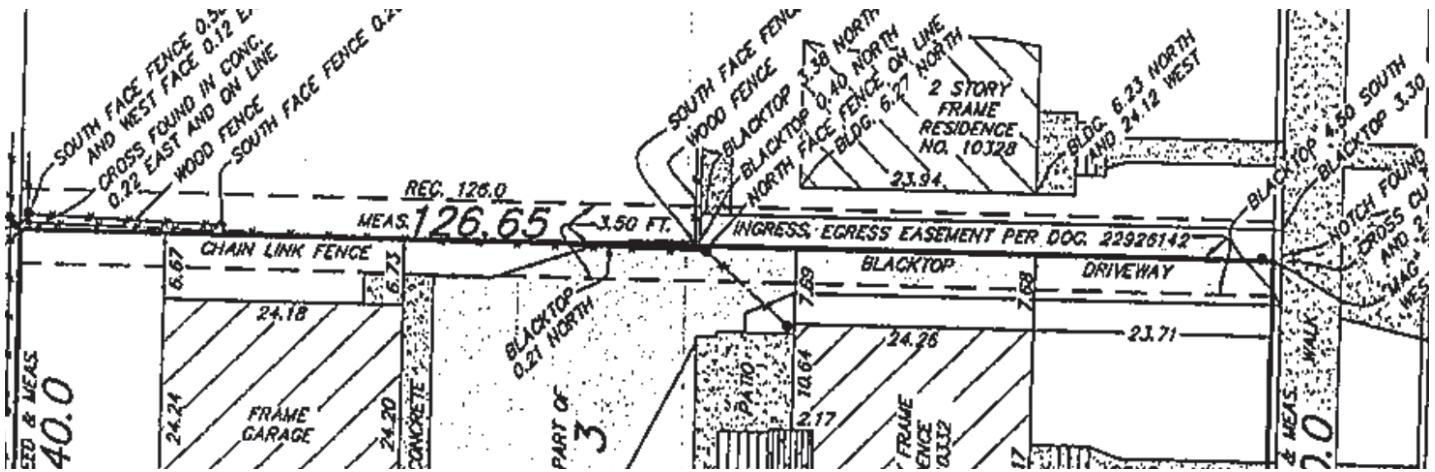 SOUTH FACE FENCE 0.5
AND WEST FACE 0.12
CROSS FOUND IN CONC.
0.22 EAST AND ON LINE
WOOD FENCE
SOUTH FACE FENCE
SOUTH FACE FENCE
WOOD FENCE
BLACKTOP 3.38 NORTH
BLACKTOP 0.40 NORTH
NORTH FACE FENCE ON LINE
BLDG. 6.27 NORTH
2 STORY
FRAME
RESIDENCE
NO. 10328
23.94
BLDG. 6.23 NORTH
AND 24.12 WEST
BLACKTOP 4.50 SOUTH
BLACKTOP 3.30
NOTCH FOUND
CROSS CU
AND 2.
"MAG"
WES
REC. 126.0
MEAS. 126.65
3.50 FT.
INGRESS, EGRESS EASEMENT PER DOC. 22926142
CHAIN LINK FENCE
BLACKTOP
DRIVEWAY
6.67
6.73
7.69
7.68
24.18
BLACKTOP
0.21 NORTH
24.26
23.71
& MEAS.
40.0
24.24
FRAME
GARAGE
24.20
CONCRETE
PART OF
3
PATIO
10.64
2.17
FRAME
DENCE
0332
17
WALK
& MEAS.
0.0